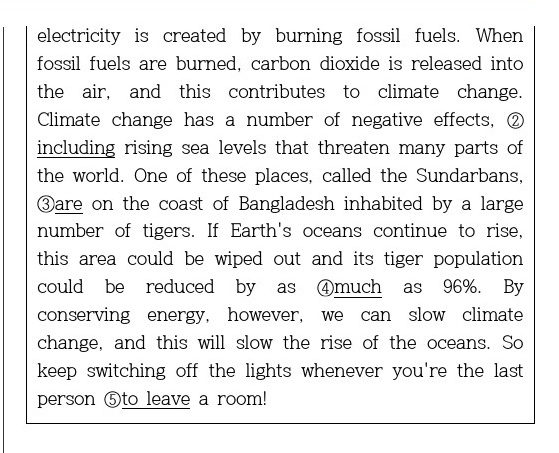 electricity is created by burning fossil fuels. When
fossil fuels are burned, carbon dioxide is released into
the air, and this contributes to climate change.
Climate change has a number of negative effects, ②
including rising sea levels that threaten many parts of
the world. One of these places, called the Sundarbans,
③are on the coast of Bangladesh inhabited by a large
number of tigers. If Earth's oceans continue to rise,
this area could be wiped out and its tiger population
could be reduced by as ④much as 96%. By
conserving energy, however, we can slow climate
change, and this will slow the rise of the oceans. So
keep switching off the lights whenever you're the last
person ⑤to leave a room!